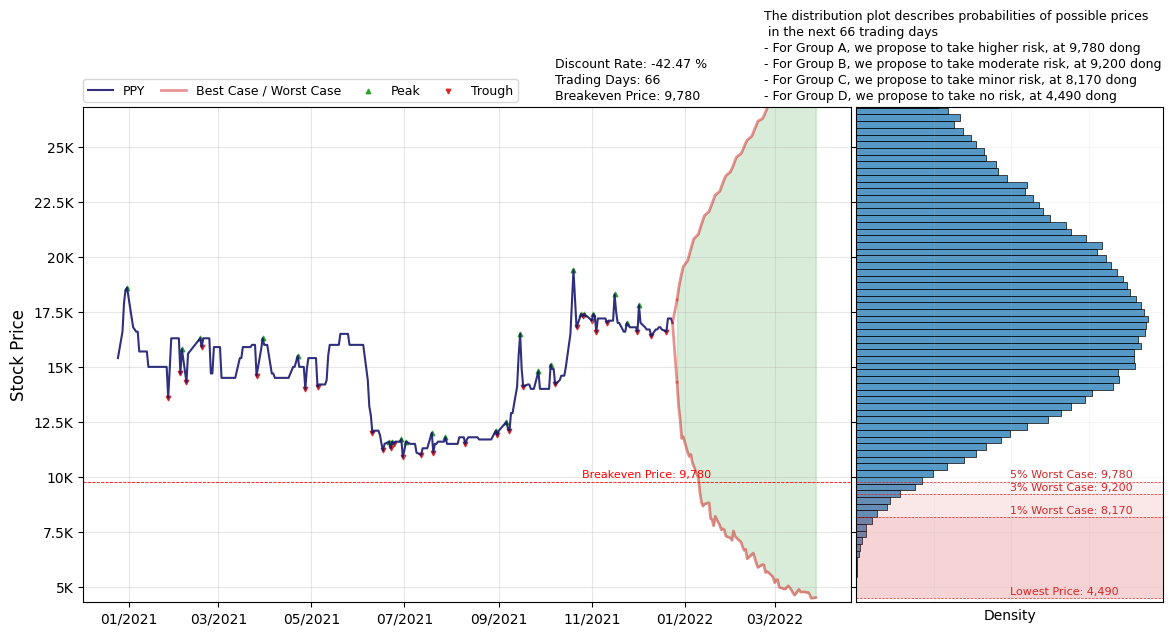 The distribution plot describes probabilities of possible prices
in the next 66 trading days
- For Group A, we propose to take higher risk, at 9,780 dong
- For Group B, we propose to take moderate risk, at 9,200 dong
- For Group C, we propose to take minor risk, at 8,170 dong
- For Group D, we propose to take no risk, at 4,490 dong
Discount Rate: -42.47 %
Trading Days: 66
Breakeven Price: 9,780
PPY
Best Case / Worst Case
Peak
Trough
Stock Price
25K
22.5K
20K
17.5K
15K
12.5K
10K
7.5K
5K
Breakeven Price: 9,780
5% Worst Case: 9,780
3% Worst Case: 9,200
1% Worst Case: 8,170
Lowest Price: 4,490
01/2021
03/2021
05/2021
07/2021
09/2021
11/2021
01/2022
03/2022
Density